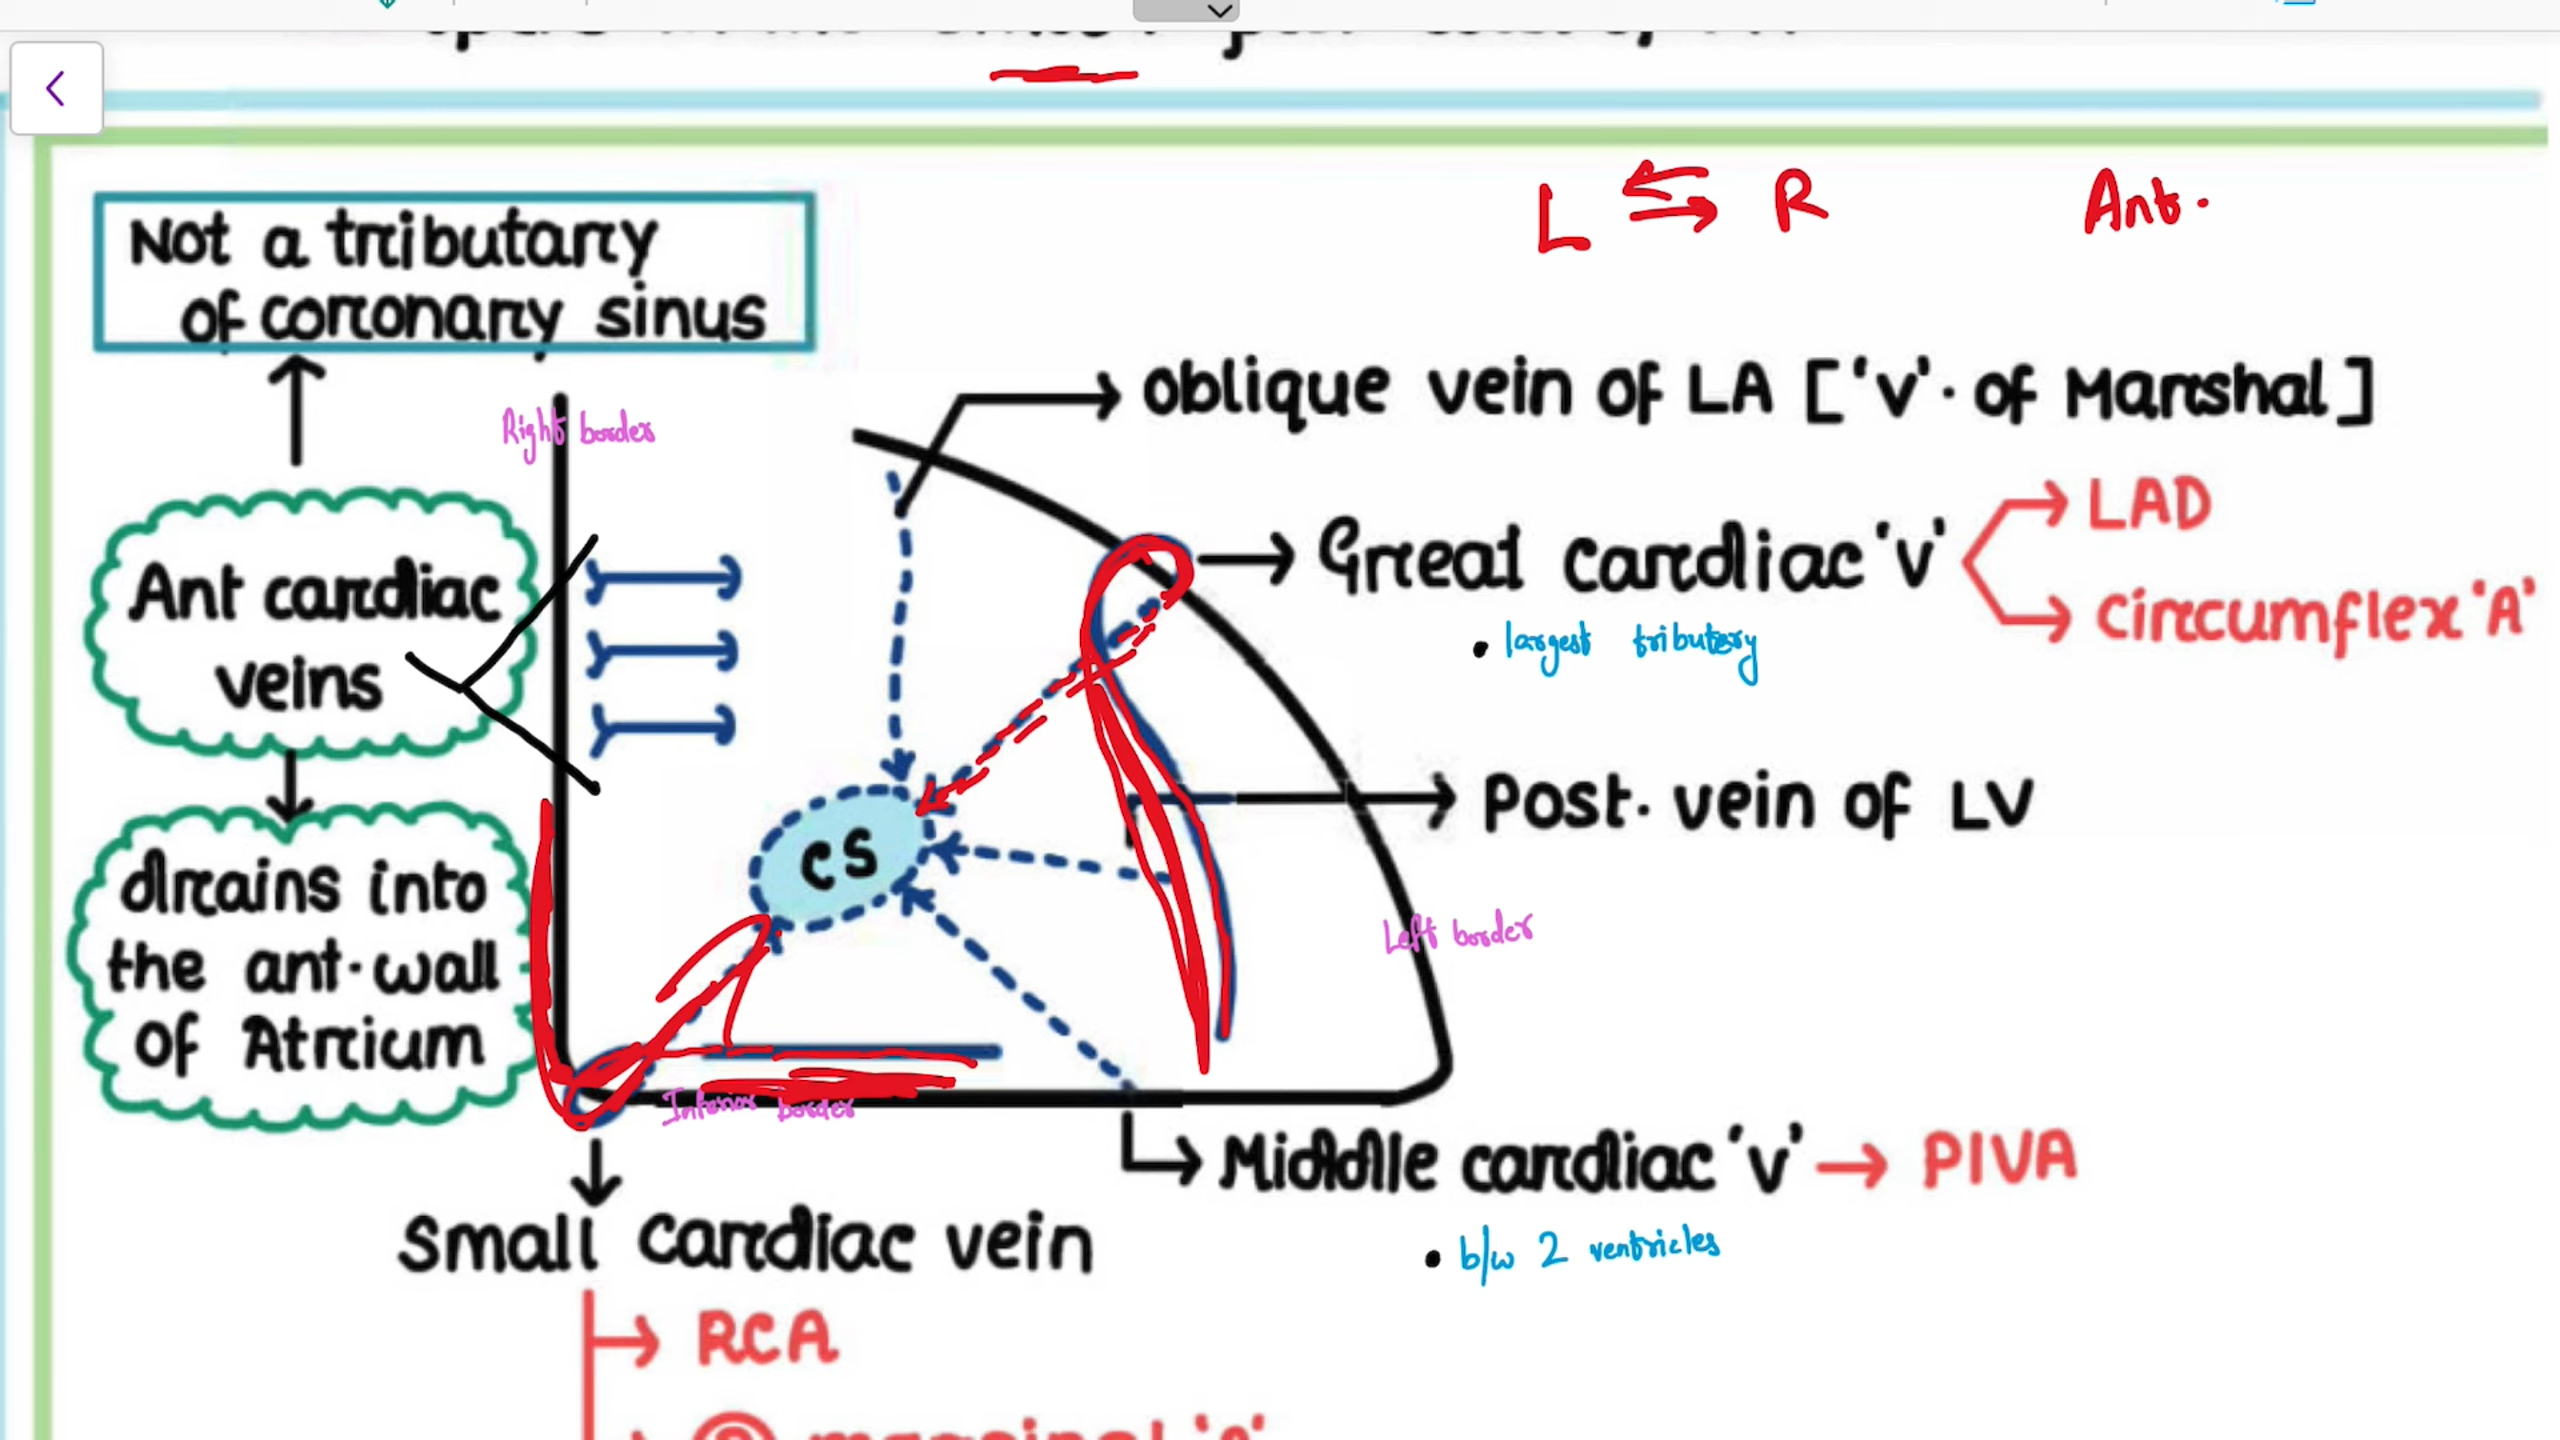 L ⇄ R Ant.
Not a tributary
of coronary sinus
Right border
oblique vein of LA ['v'. of Marshal]
Great cardiac 'v'
LAD
circumflex 'A'
• largest tributery
Ant cardiac
veins
Post. vein of LV
CS
drains into
the ant. wall
of Atrium
Left border
Inferior border
Middle cardiac 'v' → PIVA
• b/w 2 ventricles
small cardiac vein
RCA